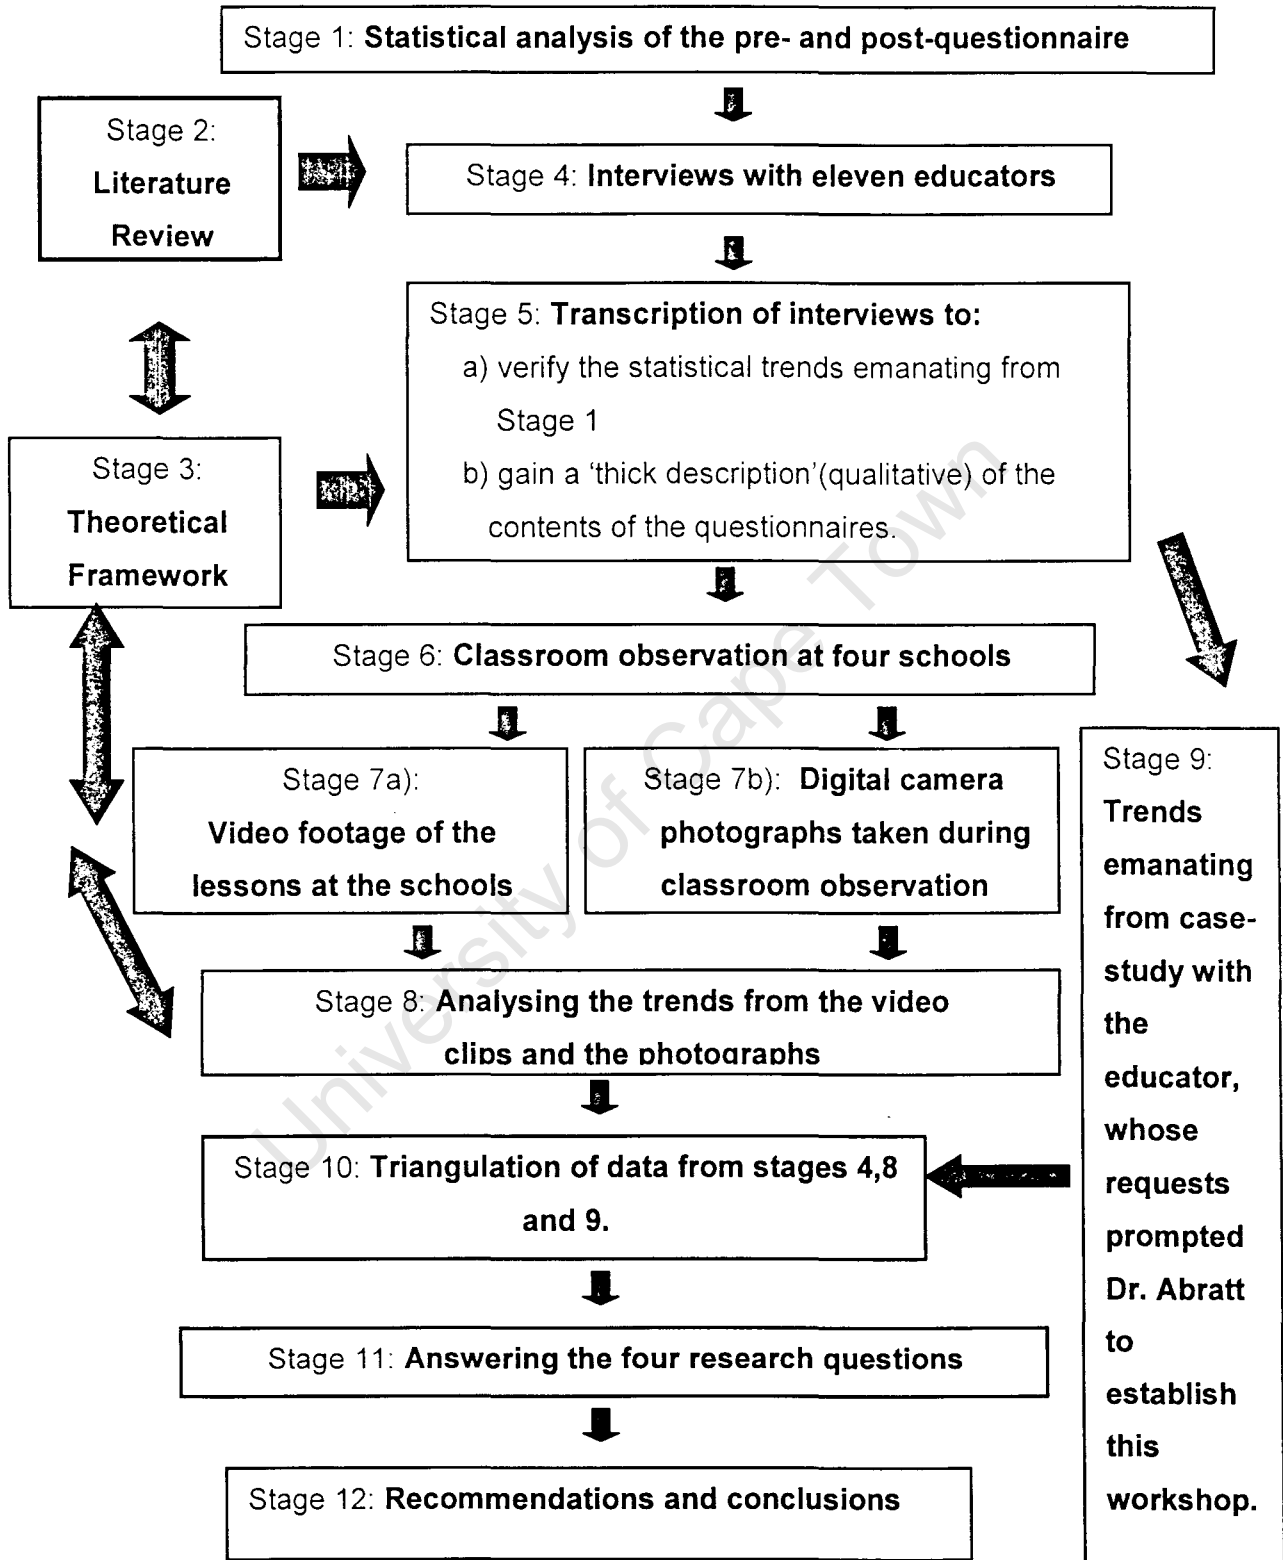 Stage 1: Statistical analysis of the pre- and post-questionnaire
Stage 2:
Literature
Review
Stage 4: Interviews with eleven educators
Stage 5: Transcription of interviews to:
a) verify the statistical trends emanating from
Stage 1
b) gain a ‘thick description’(qualitative) of the
contents of the questionnaires.
Stage 3:
Theoretical
Framework
Stage 6: Classroom observation at four schools
Stage 7a):
Video footage of the
lessons at the schools
Stage 7b): Digital camera
photographs taken during
classroom observation
Stage 8: Analysing the trends from the video
clips and the photographs
Stage 9:
Trends
emanating
from case-
study with
the
educator,
whose
requests
prompted
Dr. Abratt
to
establish
this
workshop.
Stage 10: Triangulation of data from stages 4,8
and 9.
Stage 11: Answering the four research questions
Stage 12: Recommendations and conclusions
University of Cape Town